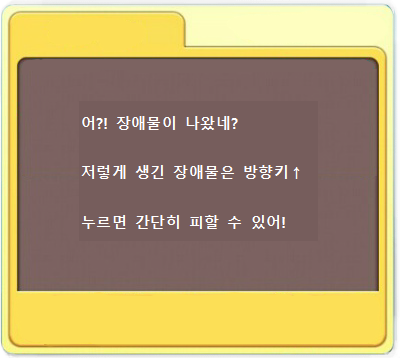 어?! 장애물이 나왔네?
저렇게 생긴 장애물은 방향키↑
누르면 간단히 피할 수 있어!